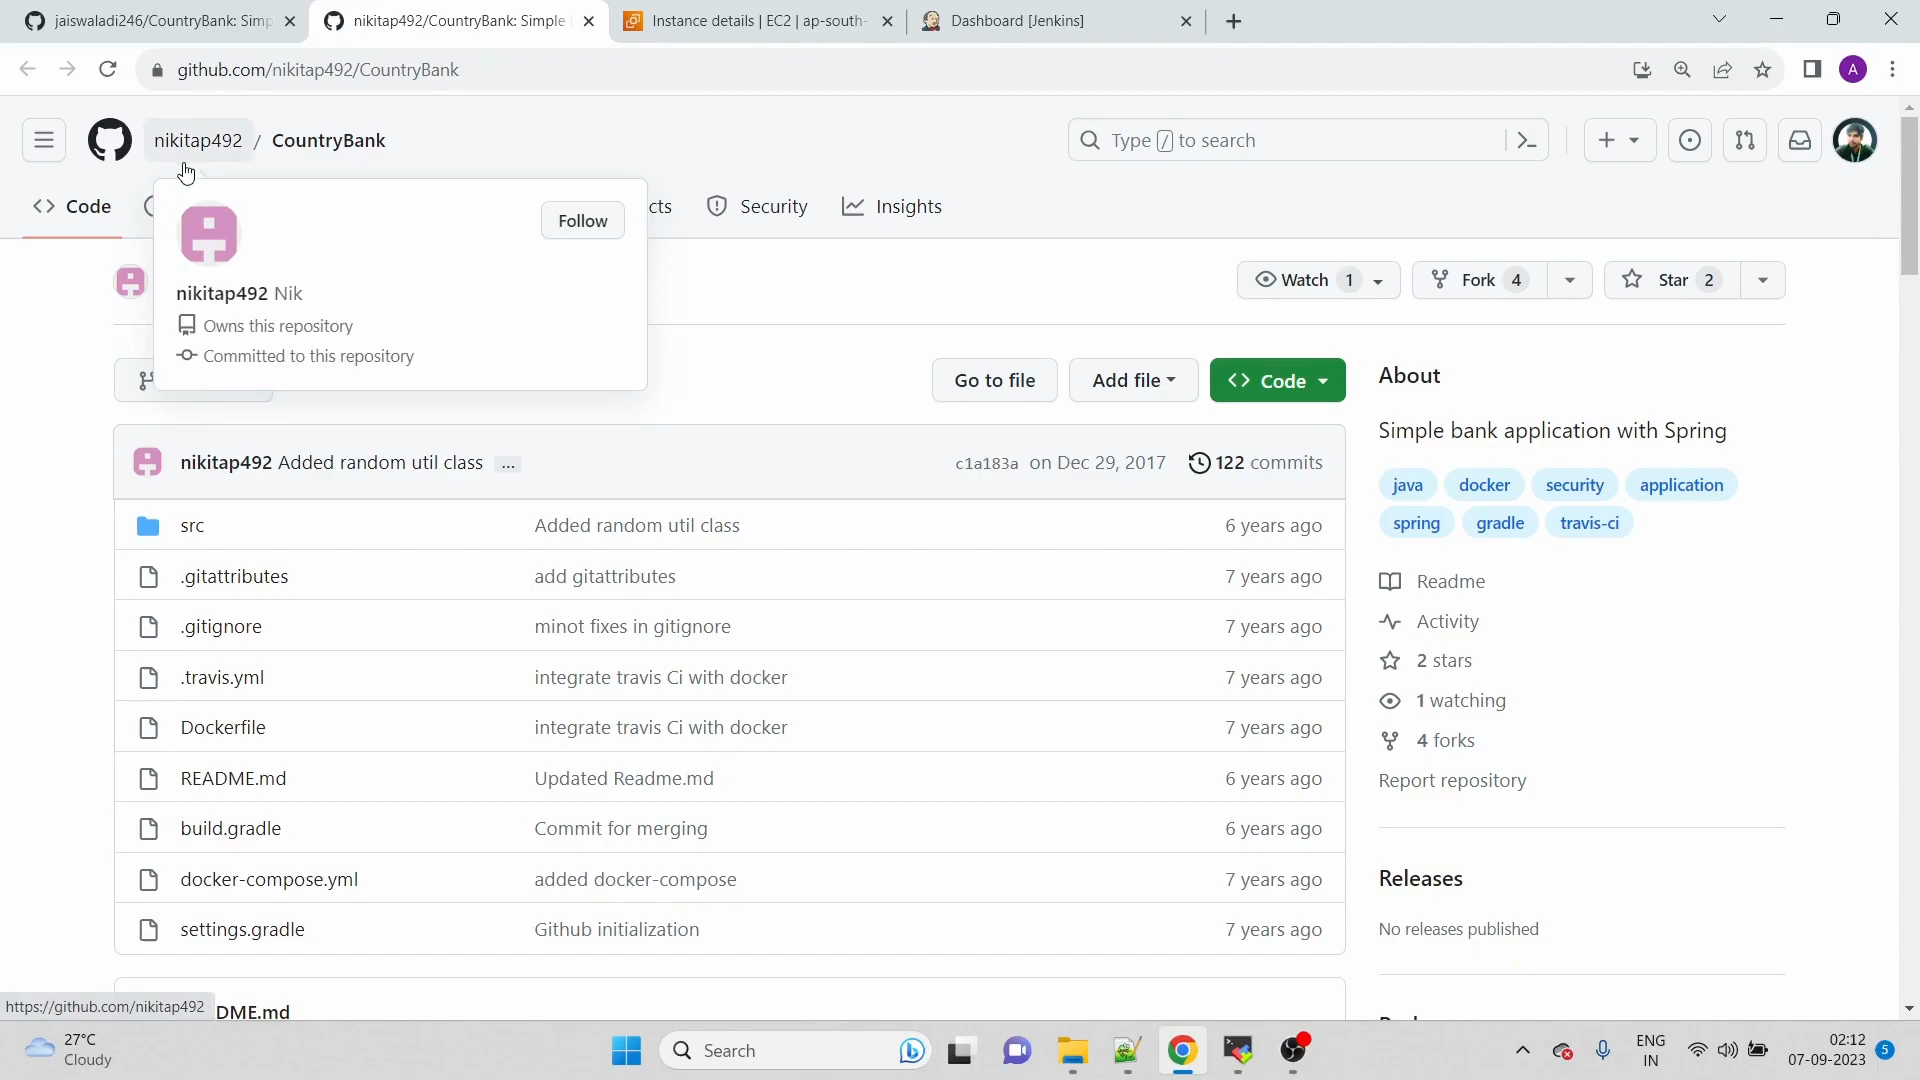 jaiswaladi246/CountryBank: Simp
nikitap492/CountryBank: Simple
Instance details | EC2 | ap-south-
Dashboard [Jenkins]
github.com/nikitap492/CountryBank
A
nikitap492 / CountryBank
Type / to search
Code
cts
Security
Insights
Follow
nikitap492 Nik
Owns this repository
Committed to this repository
Watch 1
Fork 4
Star 2
Go to file
Add file
Code
About
Simple bank application with Spring
java docker security application
spring gradle travis-ci
nikitap492 Added random util class ... c1a183a on Dec 29, 2017 122 commits
src Added random util class 6 years ago
.gitattributes add gitattributes 7 years ago
.gitignore minot fixes in gitignore 7 years ago
.travis.yml integrate travis Ci with docker 7 years ago
Dockerfile integrate travis Ci with docker 7 years ago
README.md Updated Readme.md 6 years ago
build.gradle Commit for merging 6 years ago
docker-compose.yml added docker-compose 7 years ago
settings.gradle Github initialization 7 years ago
Readme
Activity
2 stars
1 watching
4 forks
Report repository
Releases
No releases published
https://github.com/nikitap492
DME.md
27°C
Cloudy
Search
ENG
IN
02:12
07-09-2023
5